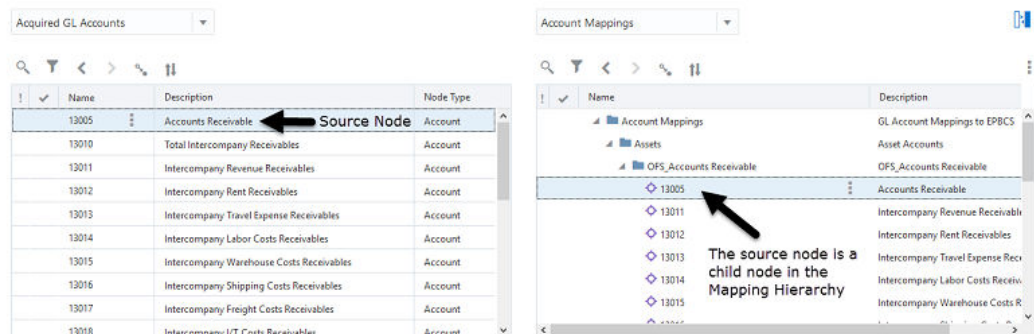 Acquired GL Accounts
Name Description Node Type
13005 Accounts Receivable Source Node Account
13010 Total Intercompany Receivables Account
13011 Intercompany Revenue Receivables Account
13012 Intercompany Rent Receivables Account
13013 Intercompany Travel Expense Receivables Account
13014 Intercompany Labor Costs Receivables Account
13015 Intercompany Warehouse Costs Receivables Account
13016 Intercompany Shipping Costs Receivables Account
13017 Intercompany Freight Costs Receivables Account
13018 Intercompany I/T Costs Receivables Account
Account Mappings
Name Description
Account Mappings GL Account Mappings to EPBCS
Assets Asset Accounts
OFS_Accounts Receivable OFS_Accounts Receivable
13005 Accounts Receivable
13011 Intercompany Revenue Receivable
13012 Intercompany Rent Receivables
13013 Intercompany Travel Expense Rece
13014 Intercompany Labor Costs Receiv
13015 Intercompany Warehouse Costs R
The source node is a
child node in the
Mapping Hierarchy